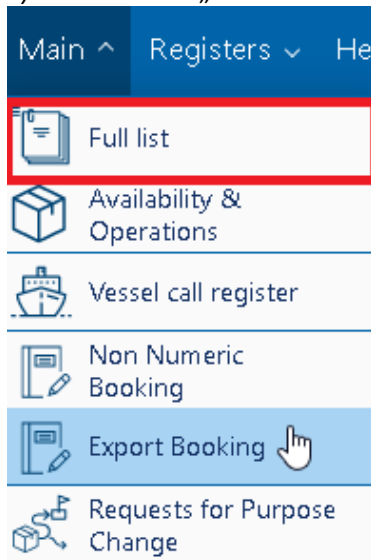 Main Registers He
Full list
Availability &
Operations
Vessel call register
Non Numeric
Booking
Export Booking
Requests for Purpose
Change